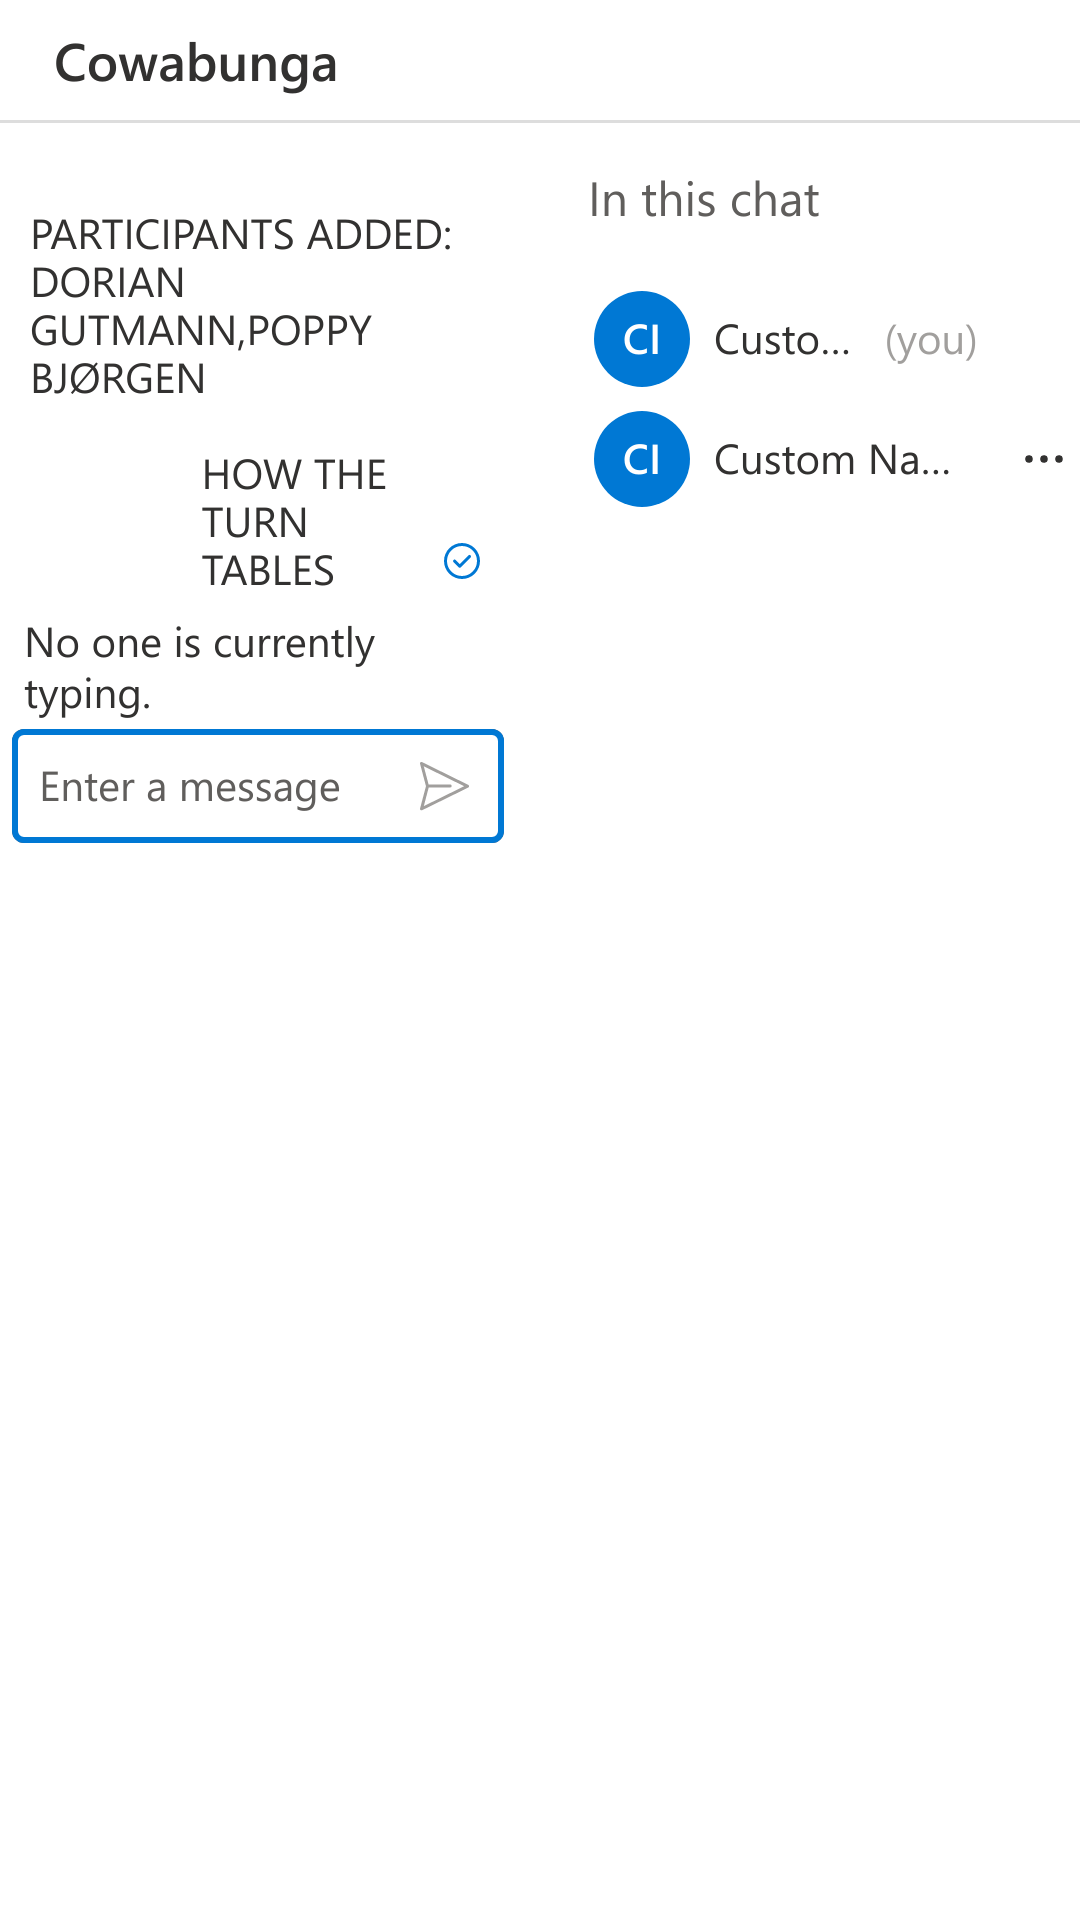 Cowabunga
PARTICIPANTS ADDED:
DORIAN
GUTMANN,POPPY
BJØRGEN
HOW THE
TURN
TABLES
No one is currently
typing.
Enter a message
In this chat
CI Custo... (you)
CI Custom Na...